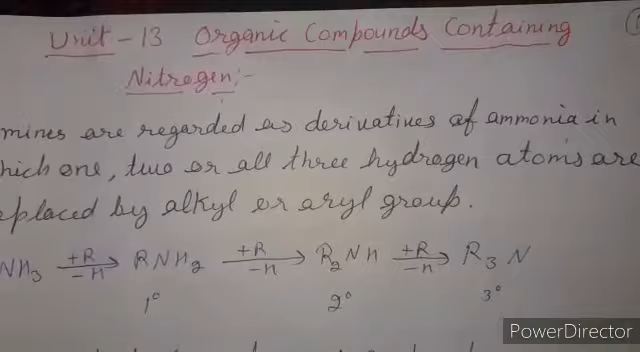 Unit - 13 Organic Compounds Containing
Nitrogen:-
mines are regarded as derivatives of ammonia in
hich one, two or all three hydrogen atoms are
eplaced by alkyl or aryl group.
NH3 +R/-H → RNH2 +R/-H → R2NH +R/-H → R3N
1° 2° 3°
PowerDirector